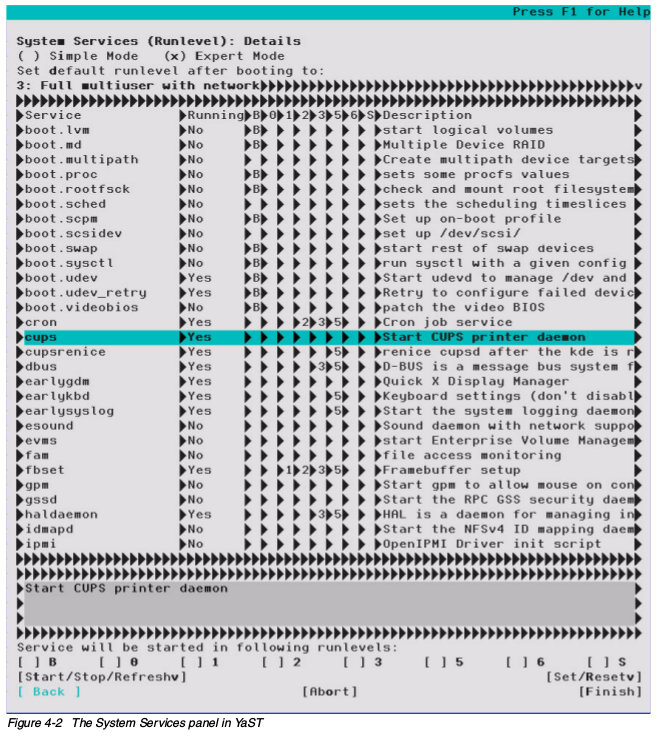 Press F1 for Help
System Services (Runlevel): Details
( ) Simple Mode (x) Expert Mode
Set default runlevel after booting to:
3: Full multiuser with network v
Service Running B 0 1 2 3 5 6 S Description
boot.lvm No B start logical volumes
boot.md No B Multiple Device RAID
boot.multipath No Create multipath device targets
boot.proc No B sets some procfs values
boot.rootfsck No B check and mount root filesystem
boot.sched No sets the scheduling timeslices
boot.scpm No B Set up on-boot profile
boot.scsidev No set up /dev/scsi/
boot.swap No B start rest of swap devices
boot.sysctl No B run sysctl with a given config
boot.udev Yes B Start udevd to manage /dev and
boot.udev_retry Yes B Retry to configure failed devic
boot.videobios No B patch the video BIOS
cron Yes 2 3 5 Cron job service
cups Yes Start CUPS printer daemon
cupsrenice Yes 5 renice cupsd after the kde is r
dbus Yes 3 5 D-BUS is a message bus system f
earlygdm Yes Quick X Display Manager
earlykbd Yes 5 Keyboard settings (don't disabl
earlysyslog Yes 5 Start the system logging daemon
esound No Sound daemon with network suppo
evms No start Enterprise Volume Managem
fam No file access monitoring
fbset Yes 1 2 3 5 Framebuffer setup
gpm No Start gpm to allow mouse on con
gssd No Start the RPC GSS security daem
haldaemon Yes 3 5 HAL is a daemon for managing in
idmapd No Start the NFSv4 ID mapping daem
ipmi No OpenIPMI Driver init script
Start CUPS printer daemon
Service will be started in following runlevels:
[ ] B [ ] 0 [ ] 1 [ ] 2 [ ] 3 [ ] 5 [ ] 6 [ ] S
[Start/Stop/Refreshv] [Set/Resetv]
[ Back ] [Abort] [Finish]
Figure 4-2 The System Services panel in YaST